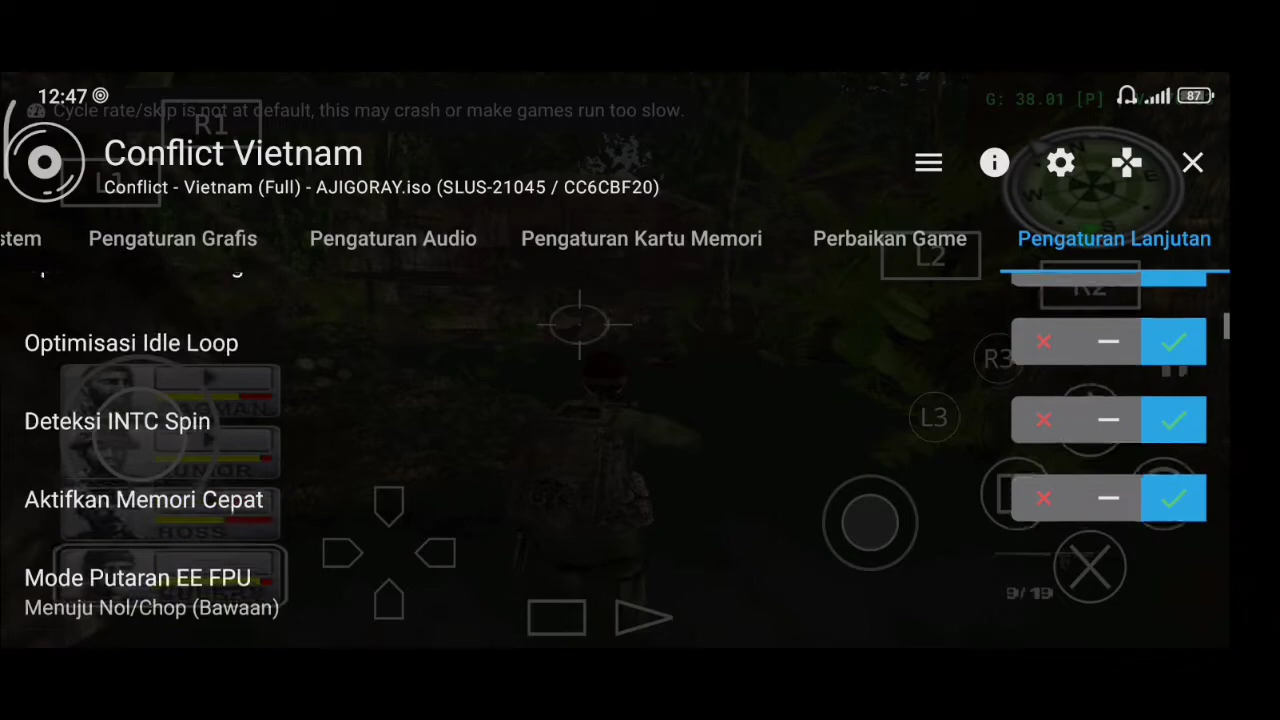 12:47
Cycle rate/skip is not at default, this may crash or make games run too slow.
G: 38.01 [P]
87
R1
L1
Conflict Vietnam
Conflict - Vietnam (Full) - AJIGORAY.iso (SLUS-21045 / CC6CBF20)
stem
Pengaturan Grafis
Pengaturan Audio
Pengaturan Kartu Memori
Perbaikan Game
Pengaturan Lanjutan
L2
R2
Optimisasi Idle Loop
R3
Deteksi INTC Spin
L3
Aktifkan Memori Cepat
HOSS
Mode Putaran EE FPU
Menuju Nol/Chop (Bawaan)
9/19